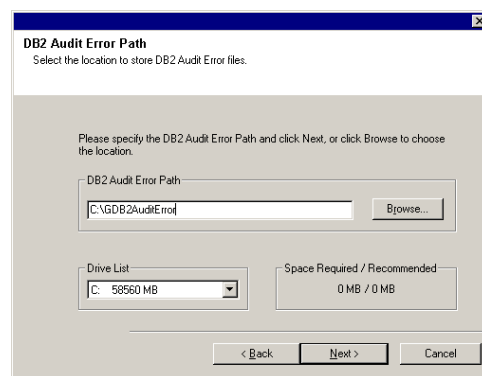 DB2 Audit Error Path
Select the location to store DB2 Audit Error files.
Please specify the DB2 Audit Error Path and click Next, or click Browse to choose
the location.
DB2 Audit Error Path
C:\GDB2AuditError
Browse...
Drive List
C: 58560 MB
Space Required / Recommended
0 MB / 0 MB
< Back
Next >
Cancel